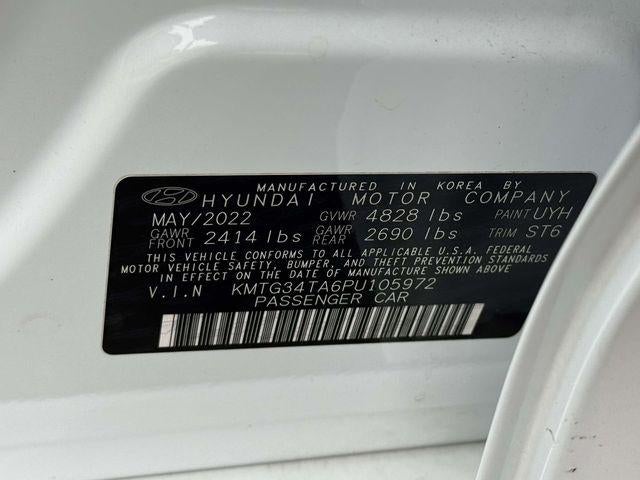 MANUFACTURED IN KOREA BY
HYUNDAI MOTOR COMPANY
MAY/2022 GVWR 4828 lbs PAINT UYH
GAWR FRONT 2414 lbs GAWR REAR 2690 lbs TRIM ST6
THIS VEHICLE CONFORMS TO ALL APPLICABLE U.S.A. FEDERAL
MOTOR VEHICLE SAFETY, BUMPER, AND THEFT PREVENTION STANDARDS
IN EFFECT ON THE DATE OF MANUFACTURE SHOWN ABOVE
V.I.N KMTG34TA6PU105972
PASSENGER CAR